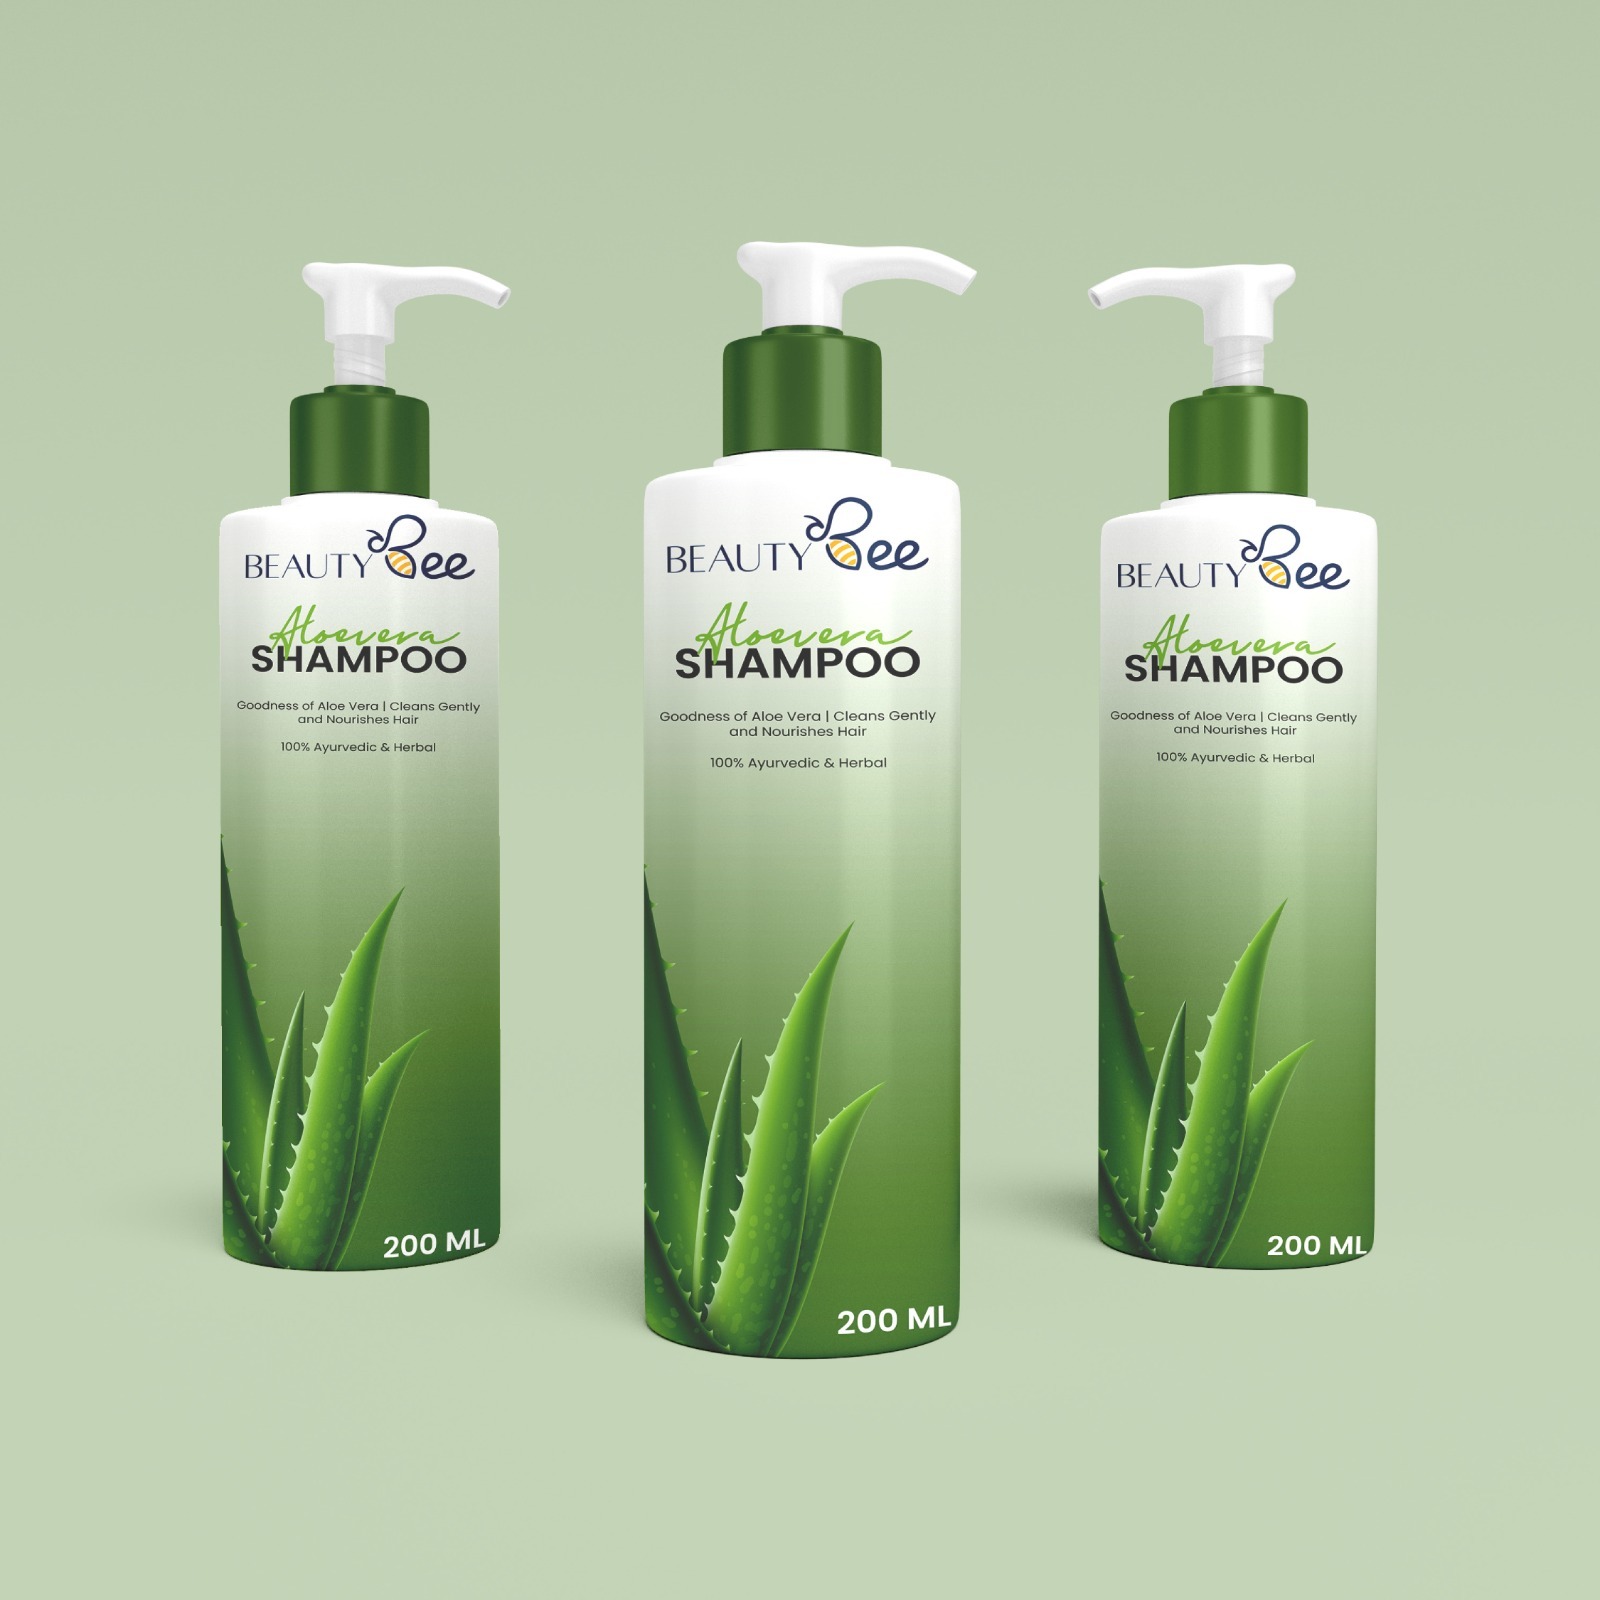 BEAUTY Bee
Aloevera
SHAMPOO
Goodness of Aloe Vera | Cleans Gently
and Nourishes Hair
100% Ayurvedic & Herbal
200 ML
BEAUTY Bee
Aloevera
SHAMPOO
Goodness of Aloe Vera | Cleans Gently
and Nourishes Hair
100% Ayurvedic & Herbal
200 ML
BEAUTY Bee
Aloevera
SHAMPOO
Goodness of Aloe Vera | Cleans Gently
and Nourishes Hair
100% Ayurvedic & Herbal
200 ML